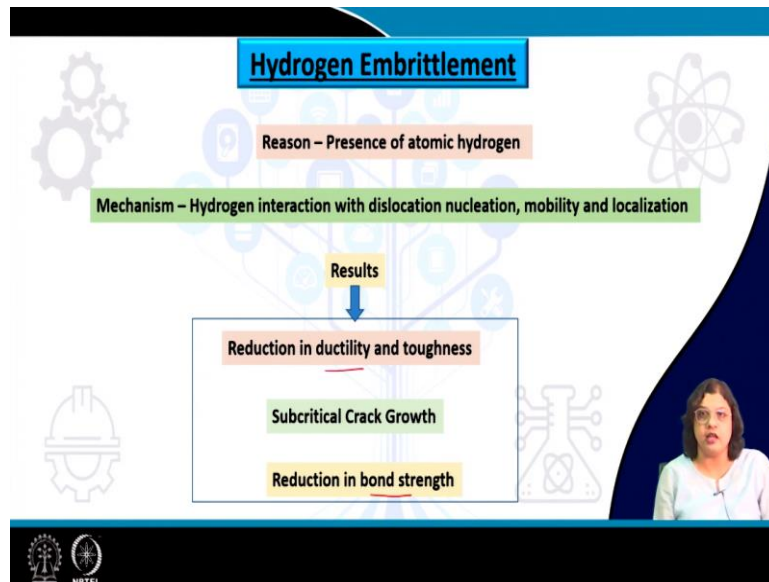 Hydrogen Embrittlement
Reason – Presence of atomic hydrogen
Mechanism – Hydrogen interaction with dislocation nucleation, mobility and localization
Results
Reduction in ductility and toughness
Subcritical Crack Growth
Reduction in bond strength
NPTEL